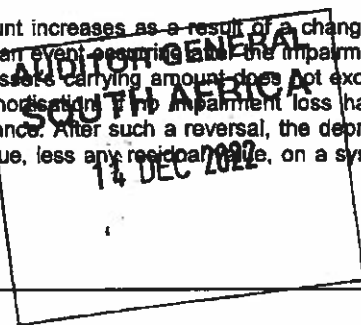 unt increases as a result of a chang
an event occurring after the impairm
asset's carrying amount does not exc
mortisation, if no impairment loss ha
ance. After such a reversal, the depr
ue, less any residual value, on a sys
AUDITOR GENERAL
SOUTH AFRICA
14 DEC 2022